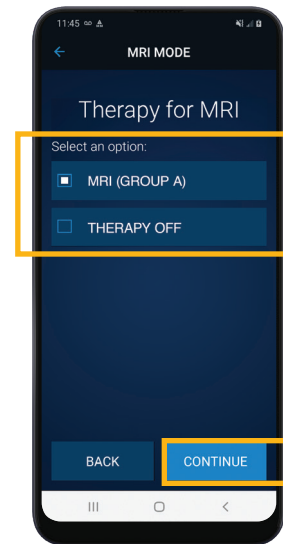 11:45
MRI MODE
Therapy for MRI
Select an option:
MRI (GROUP A)
THERAPY OFF
BACK CONTINUE